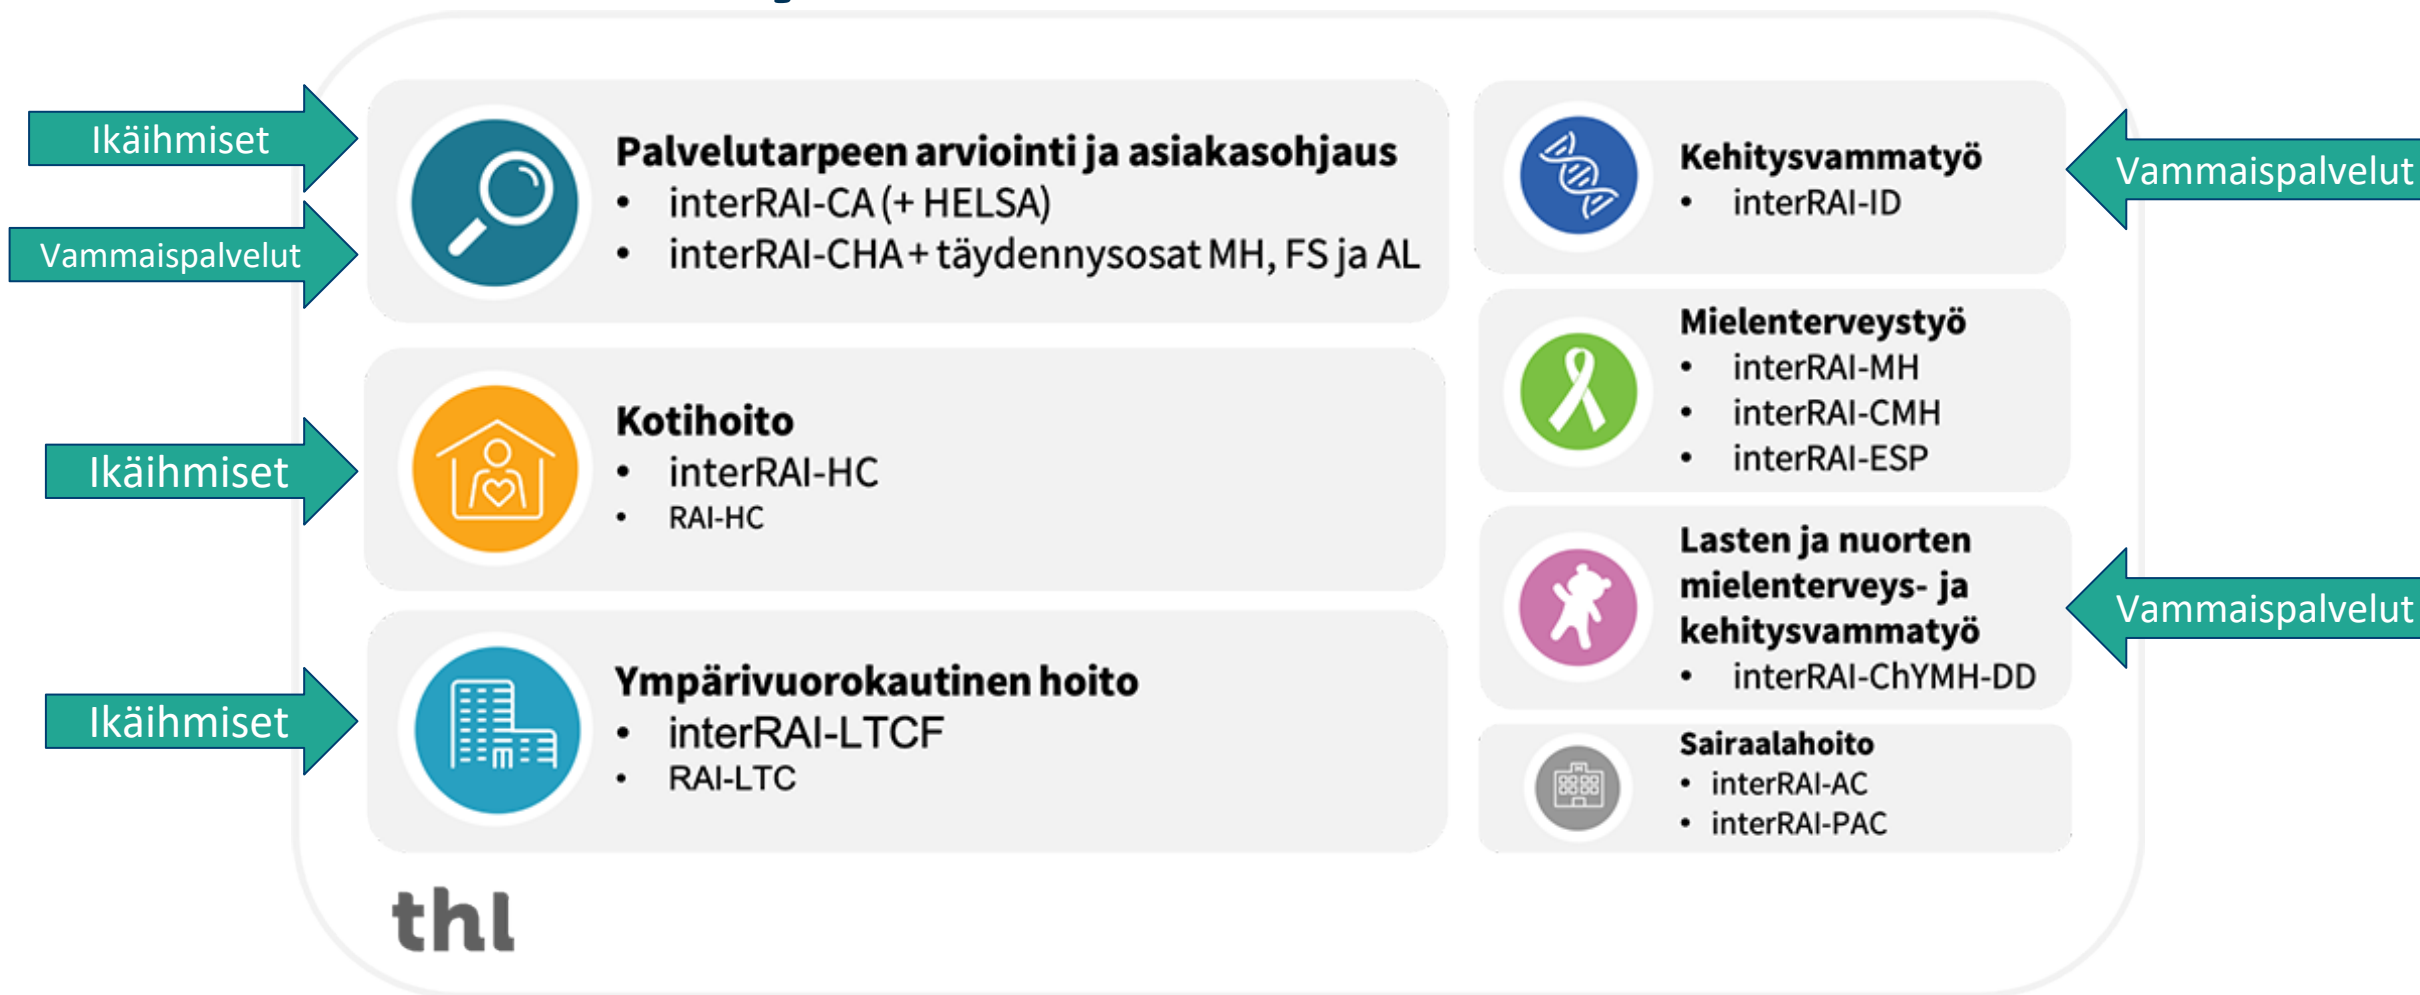 Ikäihmiset
Vammaispalvelut
Palvelutarpeen arviointi ja asiakasohjaus
• interRAI-CA (+ HELSA)
• interRAI-CHA + täydennysosat MH, FS ja AL
Ikäihmiset
Kotihoito
• interRAI-HC
• RAI-HC
Ikäihmiset
Ympärivuorokautinen hoito
• interRAI-LTCF
• RAI-LTC
Kehitysvammatyö
• interRAI-ID
Vammaispalvelut
Mielenterveystyö
• interRAI-MH
• interRAI-CMH
• interRAI-ESP
Lasten ja nuorten
mielenterveys- ja
kehitysvammatyö
• interRAI-ChYMH-DD
Vammaispalvelut
Sairaalahoito
• interRAI-AC
• interRAI-PAC
thl